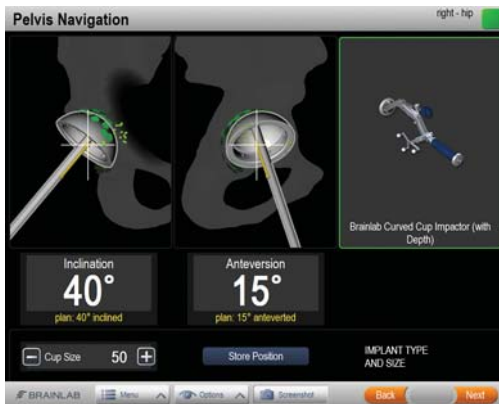 Pelvis Navigation
right - hip
Brainlab Curved Cup Impactor (with
Depth)
Inclination
40°
plan: 40° inclined
Anteversion
15°
plan: 15° anteverted
Cup Size
50
Store Position
IMPLANT TYPE
AND SIZE
BRAINLAB
Menu
Options
Screenshot
Back
Next